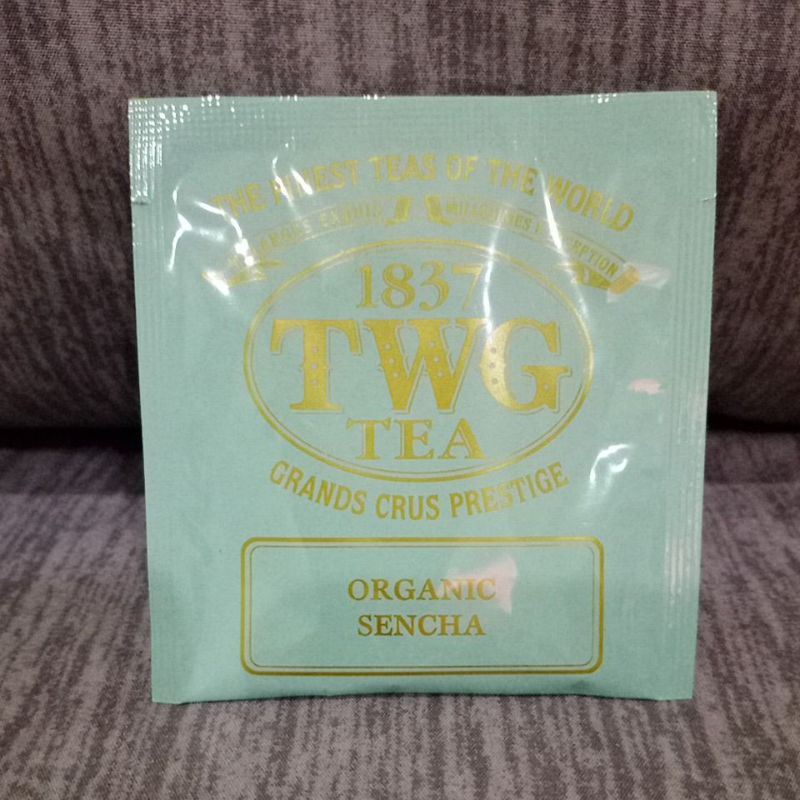 THE FINEST TEAS OF THE WORLD
1837
TWG
TEA
GRANDS CRUS PRESTIGE
ORGANIC
SENCHA